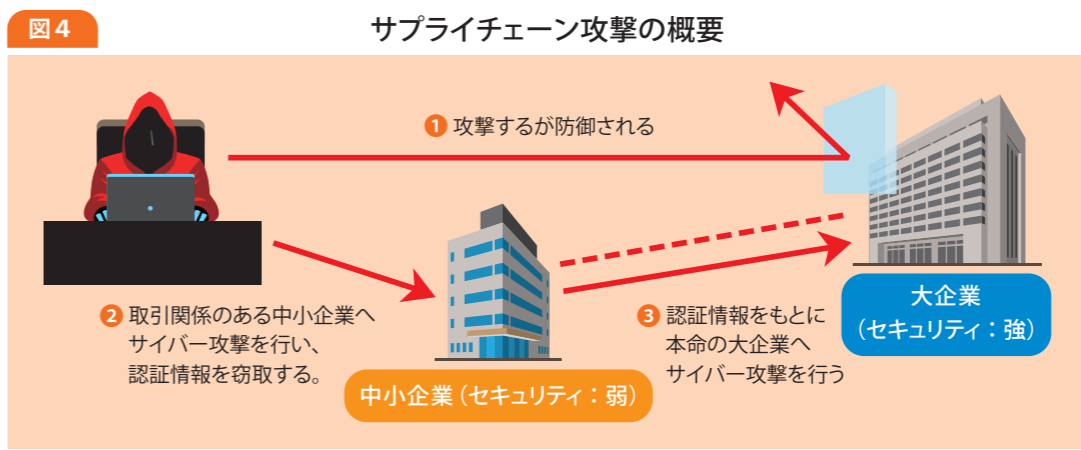 図4
サプライチェーン攻撃の概要
❶ 攻撃するが防御される
❷ 取引関係のある中小企業へ
サイバー攻撃を行い、
認証情報を窃取する。
中小企業（セキュリティ：弱）
❸ 認証情報をもとに
本命の大企業へ
サイバー攻撃を行う
大企業
（セキュリティ：強）